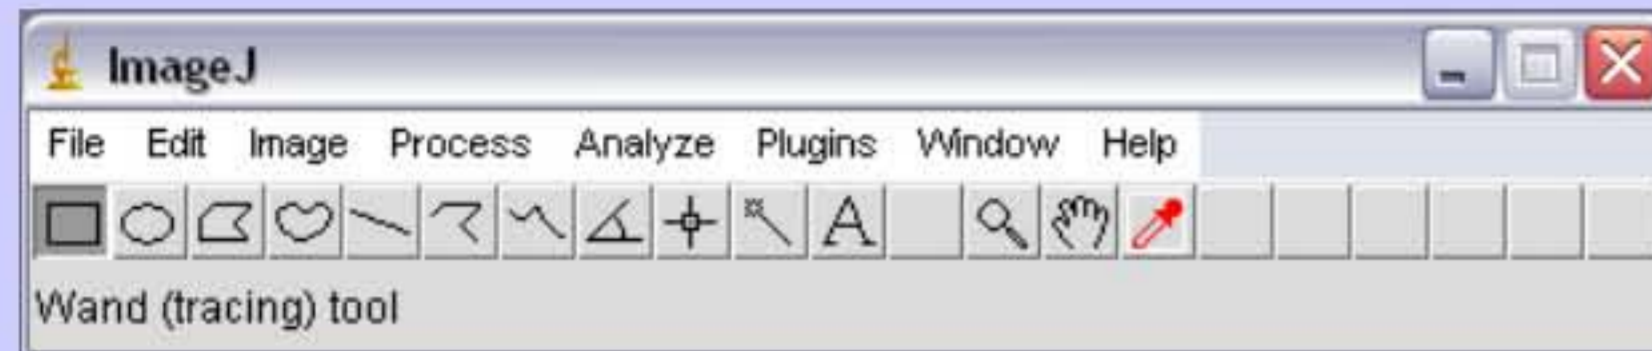 ImageJ
File Edit Image Process Analyze Plugins Window Help
A
Wand (tracing) tool